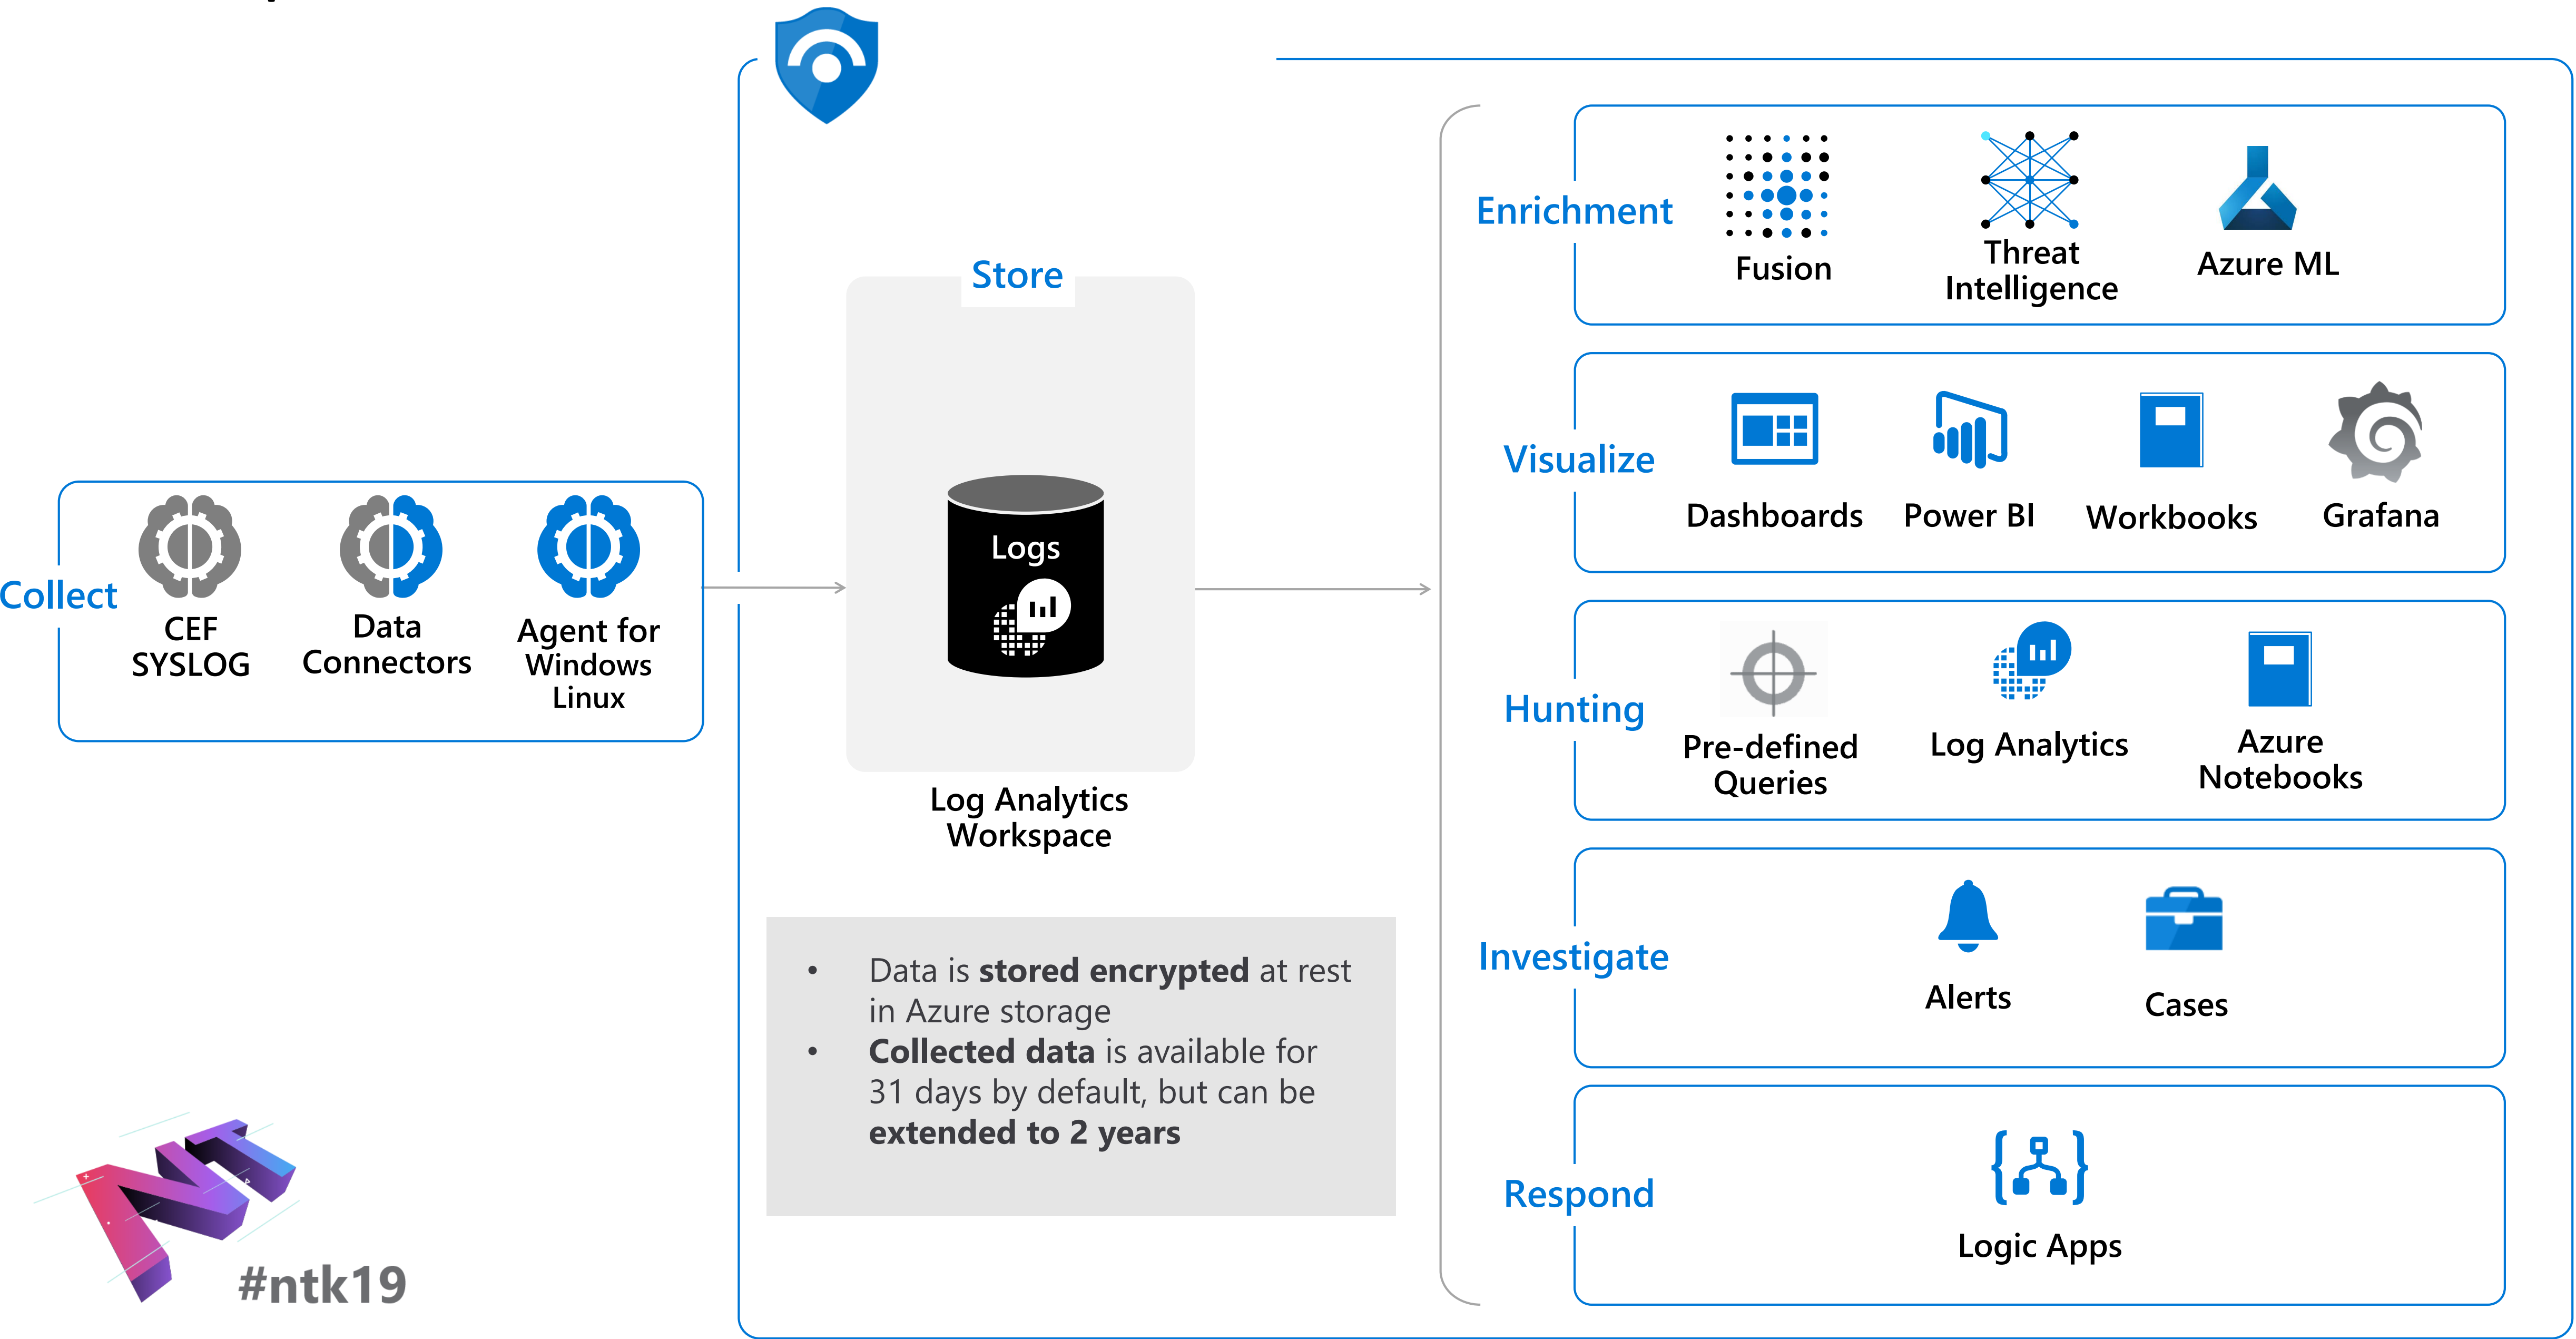 Collect
CEF
SYSLOG
Data
Connectors
Agent for
Windows
Linux
Store
Logs
Log Analytics
Workspace
• Data is stored encrypted at rest
in Azure storage
• Collected data is available for
31 days by default, but can be
extended to 2 years
Enrichment
Fusion
Threat
Intelligence
Azure ML
Visualize
Dashboards
Power BI
Workbooks
Grafana
Hunting
Pre-defined
Queries
Log Analytics
Azure
Notebooks
Investigate
Alerts
Cases
Respond
Logic Apps
NT
#ntk19